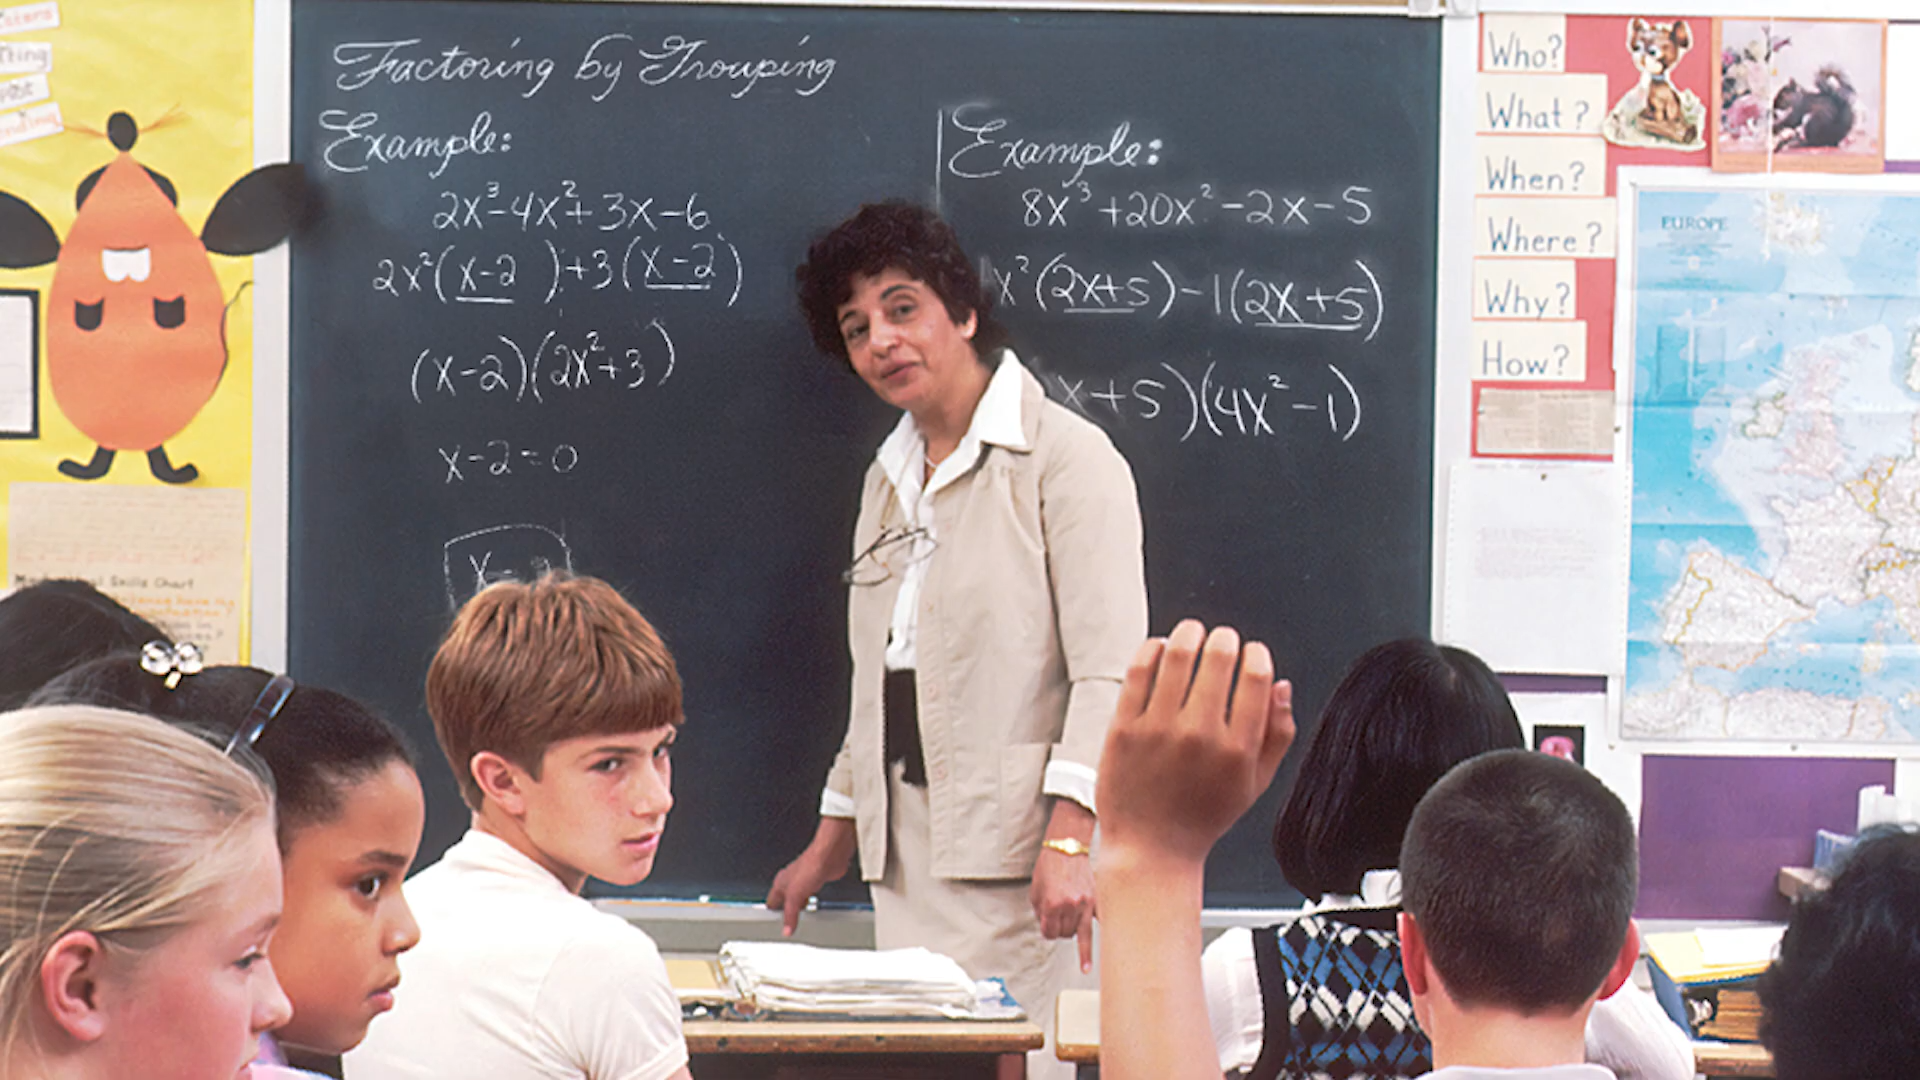 Factoring by Grouping
Example:
2x³-4x²+3x-6
2x²(x-2 )+3(x-2)
(x-2)(2x²+3)
x-2=0
Example:
8x³+20x²-2x-5
x²(2x+5)-1(2x+5)
x+5)(4x²-1)
Who?
What?
When?
Where?
Why?
How?
EUROPE
Skills Chart